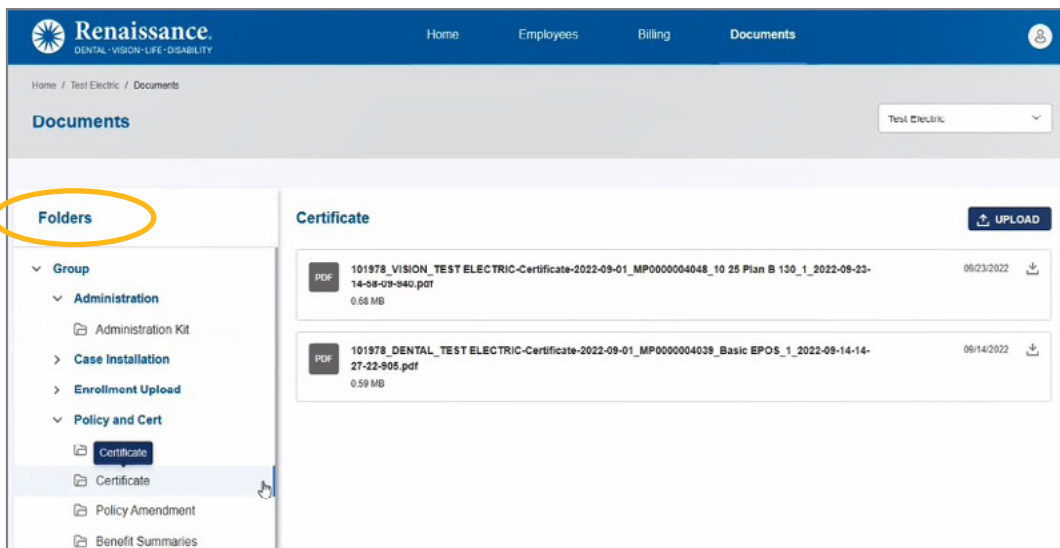 Renaissance.
DENTAL-VISION-LIFE-DISABILITY
Home Employees Billing Documents
Home / Test Electric / Documents
Documents
Test Electric
Folders
Group
Administration
Administration Kit
Case Installation
Enrollment Upload
Policy and Cert
Certificate
Certificate
Policy Amendment
Benefit Summaries
Certificate
UPLOAD
PDF
101978_VISION_TEST ELECTRIC-Certificate-2022-09-01_MP0000004048_10 25 Plan B 130_1_2022-09-23-
14-58-09-940.pdf
0.68 MB
09/23/2022
PDF
101978_DENTAL_TEST ELECTRIC-Certificate-2022-09-01_MP0000004039_Basic EPOS_1_2022-09-14-14-
27-22-905.pdf
0.59 MB
09/14/2022